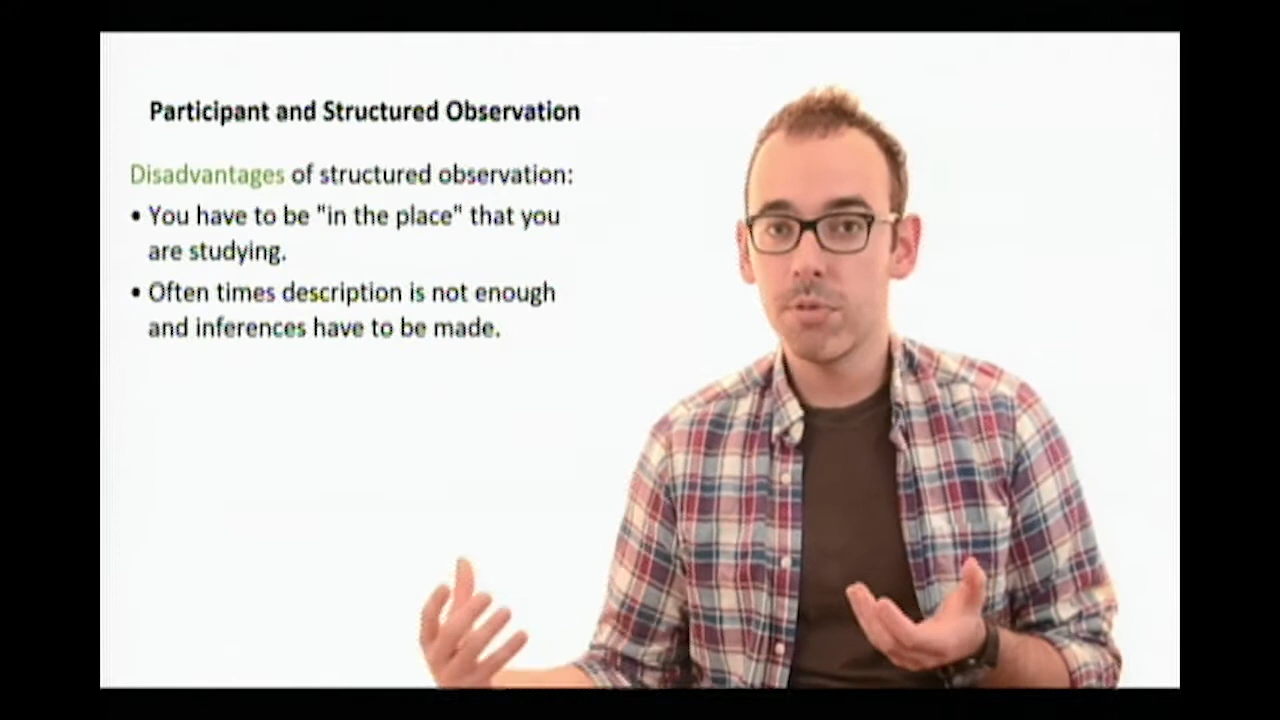 Participant and Structured Observation
Disadvantages of structured observation:
• You have to be "in the place" that you
are studying.
• Often times description is not enough
and inferences have to be made.